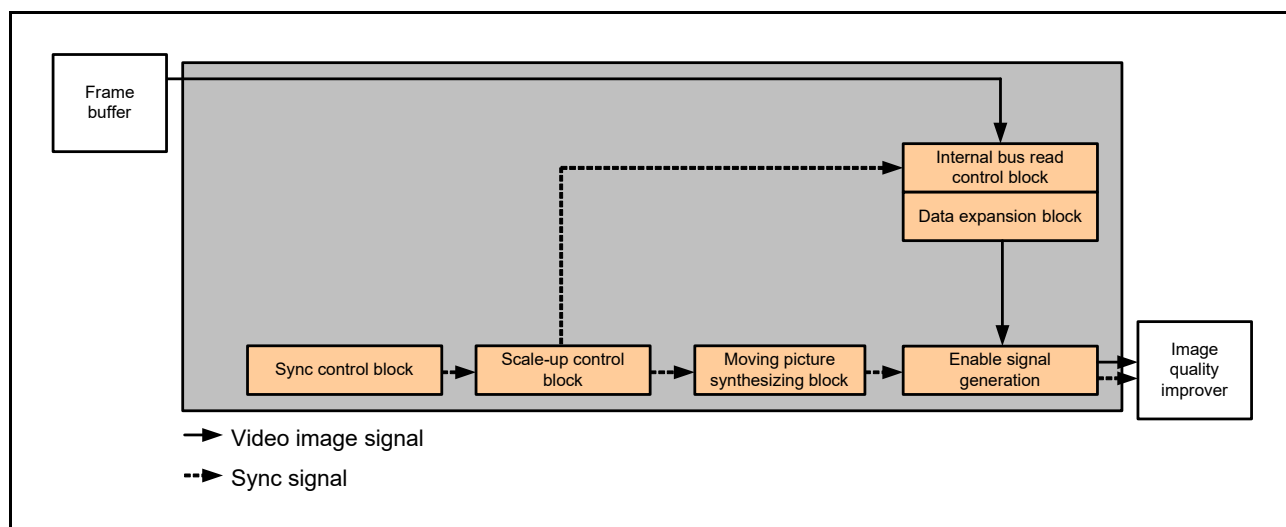 Frame
buffer
Internal bus read
control block
Data expansion block
Sync control block
Scale-up control
block
Moving picture
synthesizing block
Enable signal
generation
Image
quality
improver
Video image signal
Sync signal